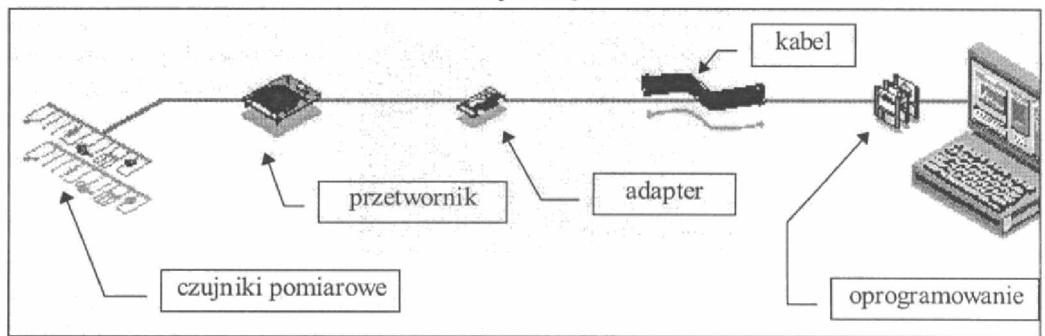 kabel
przetwornik
adapter
czujniki pomiarowe
oprogramowanie